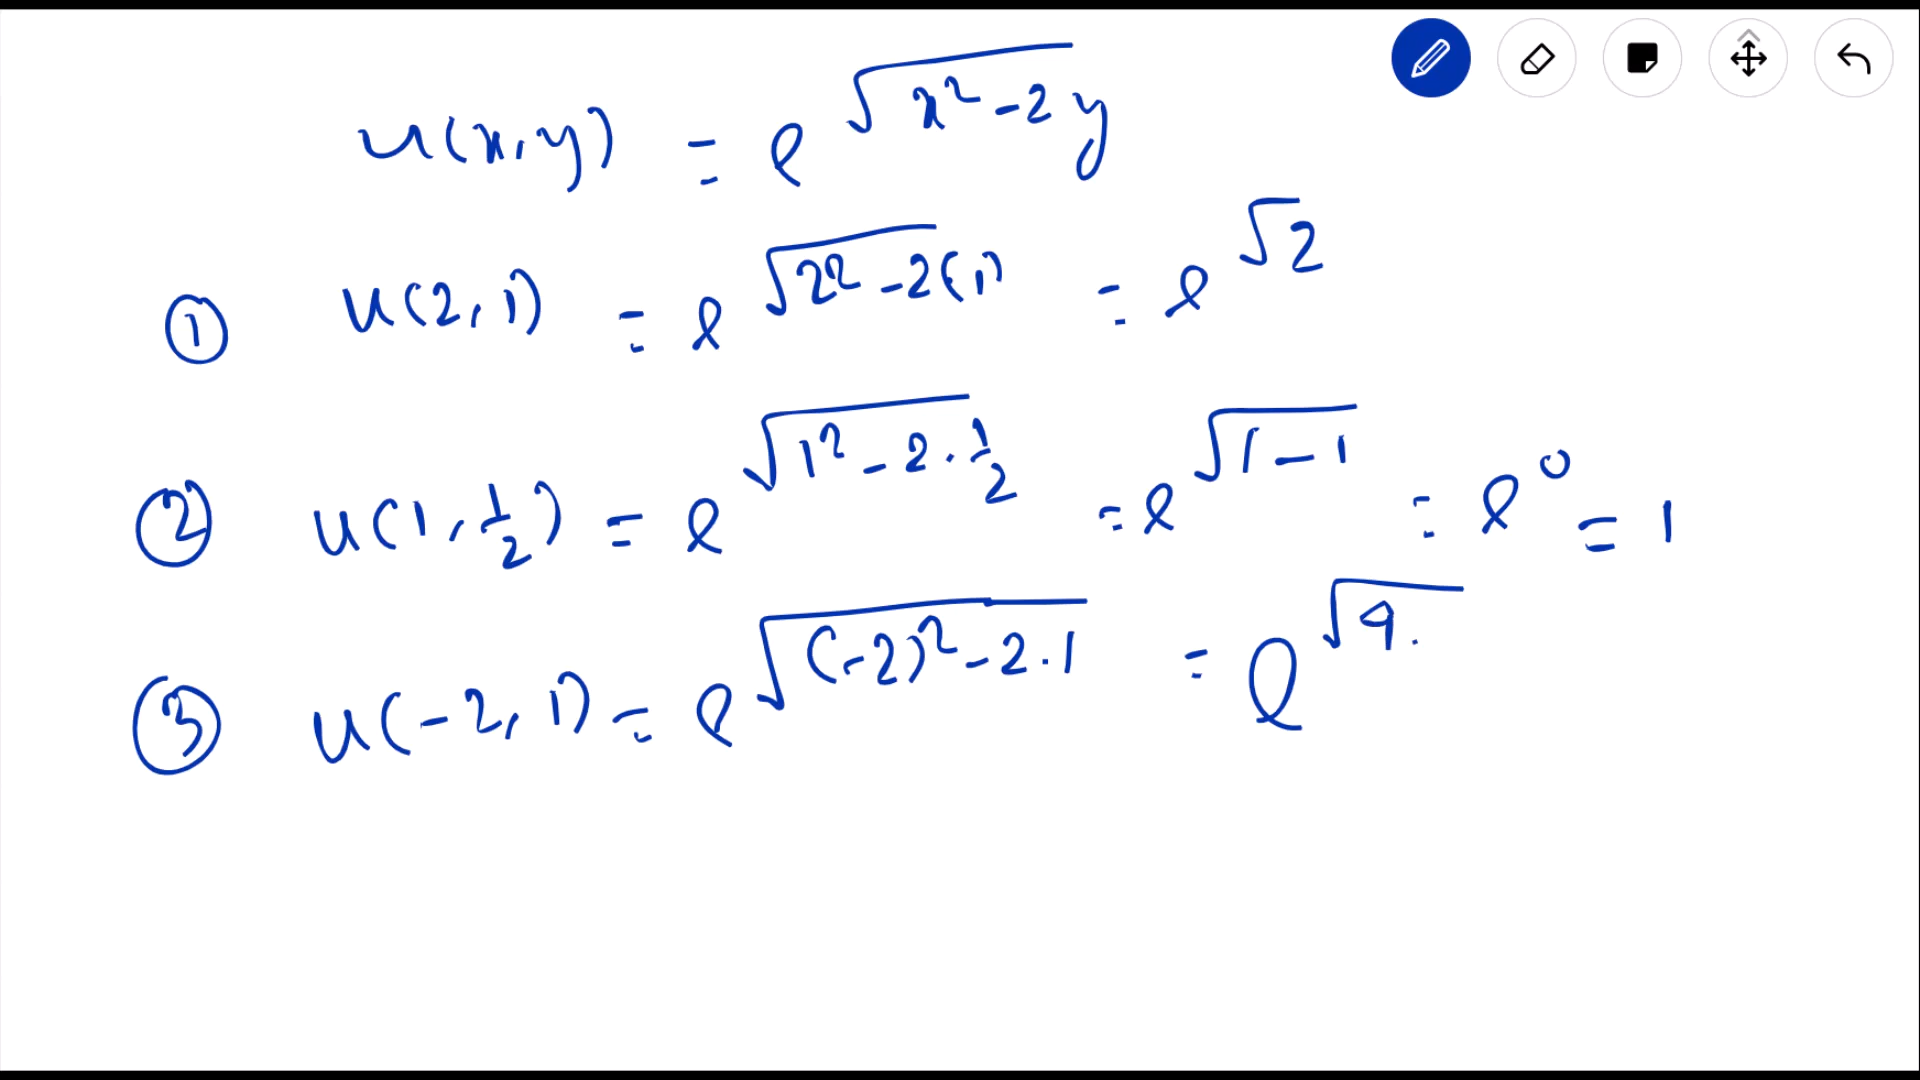 u(x,y) = e^√(x²-2y)
① u(2,1) = e^√(2²-2(1)) = e^√2
② u(1,1/2) = e^√(1²-2·1/2) = e^√(1-1) = e⁰ = 1
③ u(-2,1) = e^√((-2)²-2·1) = e^√4.